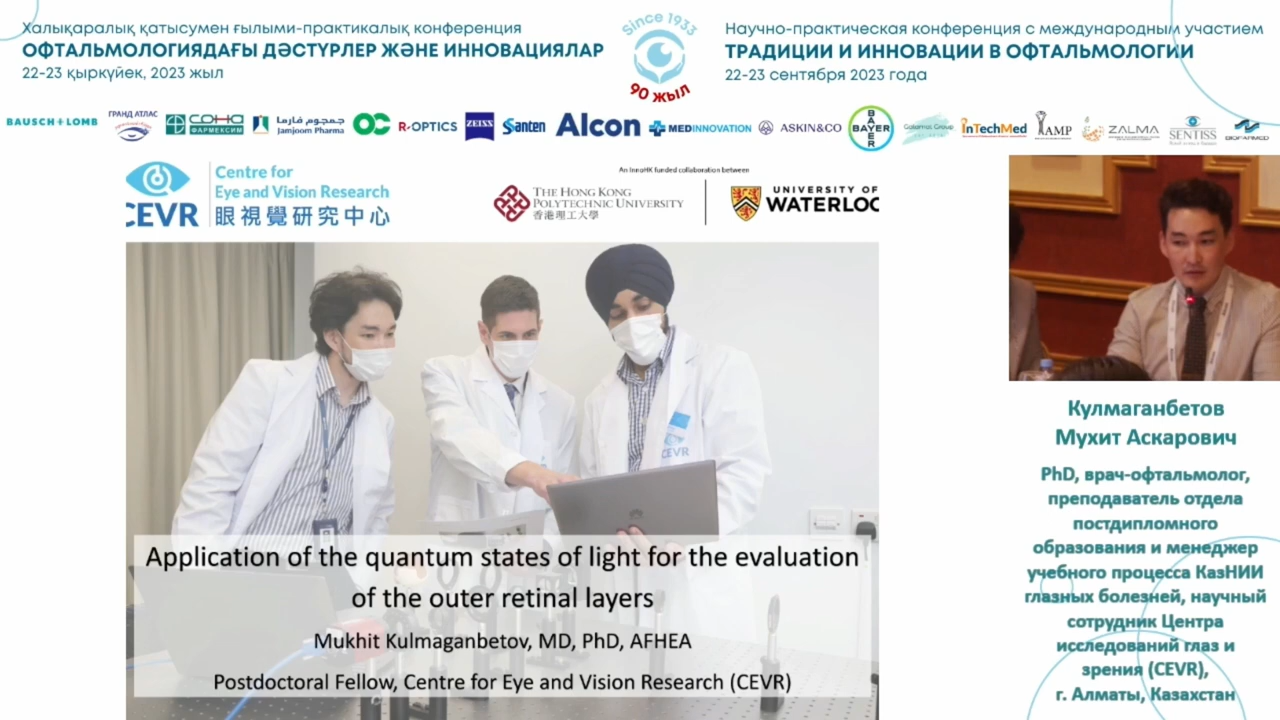 Халықаралық қатысумен ғылыми-практикалық конференция
ОФТАЛЬМОЛОГИЯДАҒЫ ДӘСТҮРЛЕР ЖӘНЕ ИННОВАЦИЯЛАР
22-23 қыркүйек, 2023 жыл
Since 1933
90 жыл
Научно-практическая конференция с международным участием
ТРАДИЦИИ И ИННОВАЦИИ В ОФТАЛЬМОЛОГИИ
22-23 сентября 2023 года
BAUSCH + LOMB
ГРАНД АТЛАС
СОНО
ФАРМЕКСИМ
جمجوم فارما
Jamjoom Pharma
OC
R-OPTICS
ZEISS
Santen
Alcon
MEDINNOVATION
ASKIN&CO
BAYER
BAYER
Galamat Group
InTechMed
IAMP
ZALMA
SENTISS
BIOFARMED
CEVR
Centre for
Eye and Vision Research
眼視覺研究中心
An InnoHK funded collaboration between
THE HONG KONG
POLYTECHNIC UNIVERSITY
香港理工大學
UNIVERSITY OF
WATERLOO
CEVR
Application of the quantum states of light for the evaluation
of the outer retinal layers
Mukhit Kulmaganbetov, MD, PhD, AFHEA
Postdoctoral Fellow, Centre for Eye and Vision Research (CEVR)
Кулмаганбетов
Мухит Аскарович
PhD, врач-офтальмолог,
преподаватель отдела
постдипломного
образования и менеджер
учебного процесса КазНИИ
глазных болезней, научный
сотрудник Центра
исследований глаз и
зрения (CEVR),
г. Алматы, Казахстан